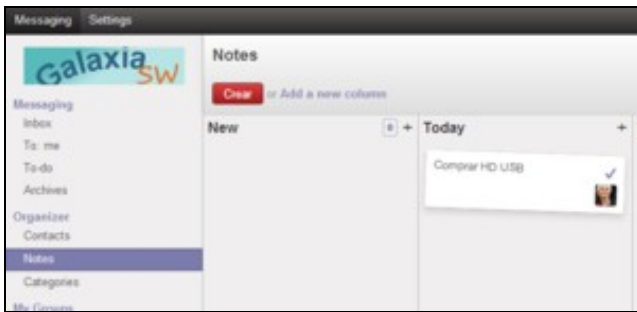 Messaging Settings
Galaxia SW
Messaging
Inbox
To: me
To-do
Archives
Organizer
Contacts
Notes
Categories
My Groups
Notes
Crear or Add a new column
New 0 +
Today +
Comprar HD USB